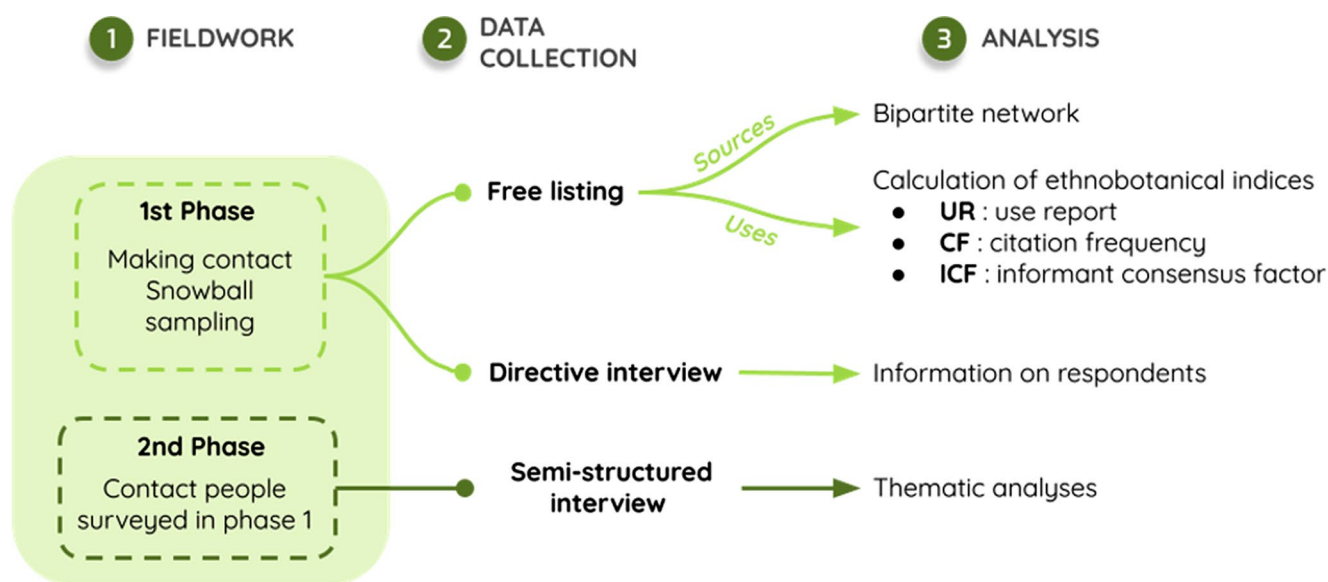 1 FIELDWORK
2 DATA
COLLECTION
3 ANALYSIS
1st Phase
Making contact
Snowball
sampling
2nd Phase
Contact people
surveyed in phase 1
Free listing
Directive interview
Semi-structured
interview
Sources
Uses
Bipartite network
Calculation of ethnobotanical indices
● UR : use report
● CF : citation frequency
● ICF : informant consensus factor
Information on respondents
Thematic analyses